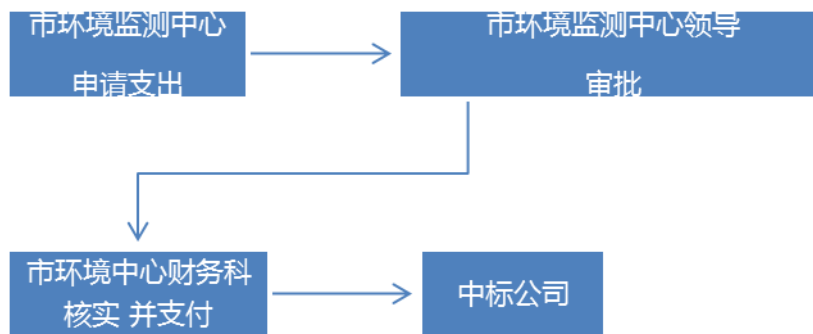 市环境监测中心
申请支出
市环境监测中心领导
审批
市环境中心财务科
核实 并支付
中标公司